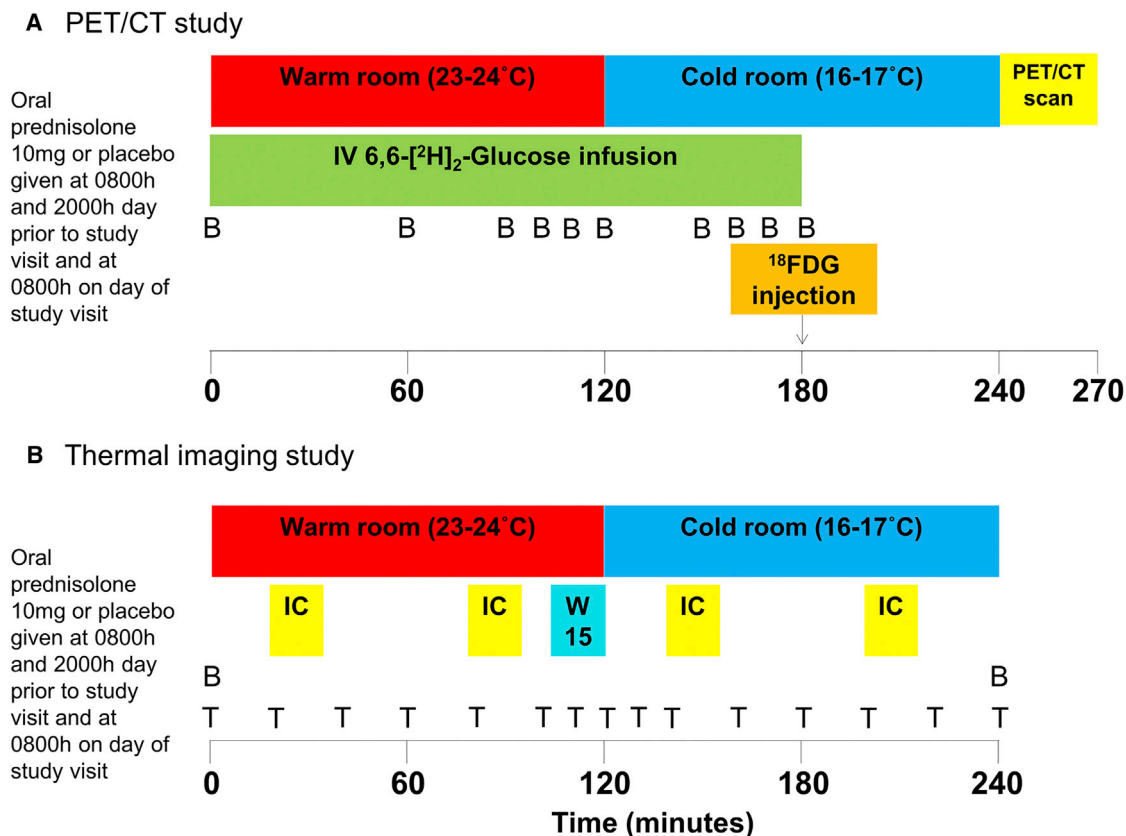 A PET/CT study
Warm room (23-24˚C)
Cold room (16-17˚C)
PET/CT
scan
Oral
prednisolone
10mg or placebo
given at 0800h
and 2000h day
prior to study
visit and at
0800h on day of
study visit
IV 6,6-[²H]₂-Glucose infusion
B B B B B B B B B B
¹⁸FDG
injection
0 60 120 180 240 270
B Thermal imaging study
Warm room (23-24˚C)
Cold room (16-17˚C)
Oral
prednisolone
10mg or placebo
given at 0800h
and 2000h day
prior to study
visit and at
0800h on day of
study visit
IC IC W IC IC
15
B B
T T T T T T T T T T T T T T T
0 60 120 180 240
Time (minutes)